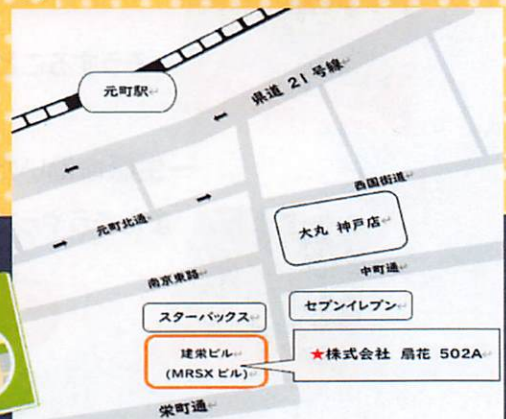 元町駅
県道 21 号線
西国街道
元町北通
大丸 神戸店
南京東路
中町通
スターバックス
セブンイレブン
建栄ビル
(MRSX ビル)
★株式会社 扇花 502A
栄町通